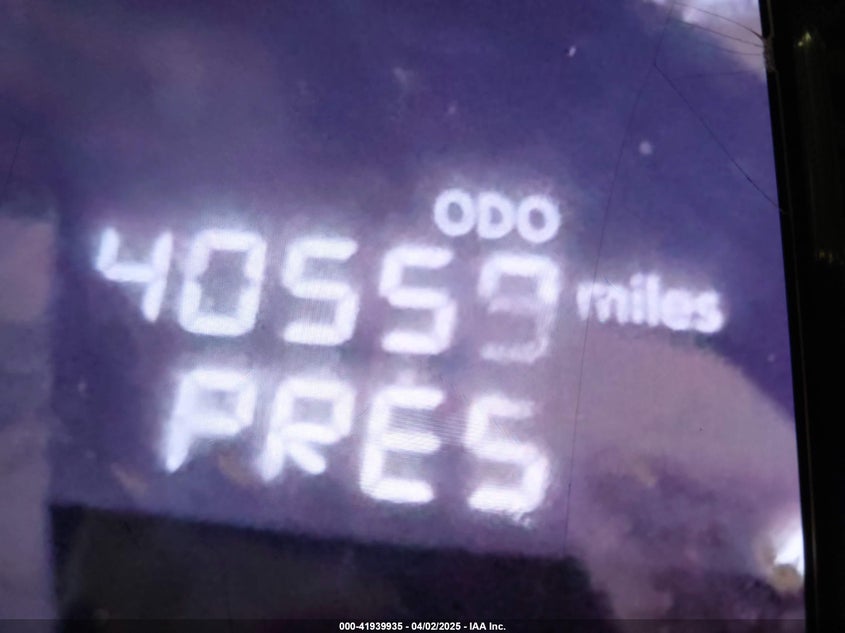 ODO
40559 miles
PRES
000-41939935 - 04/02/2025 - IAA Inc.